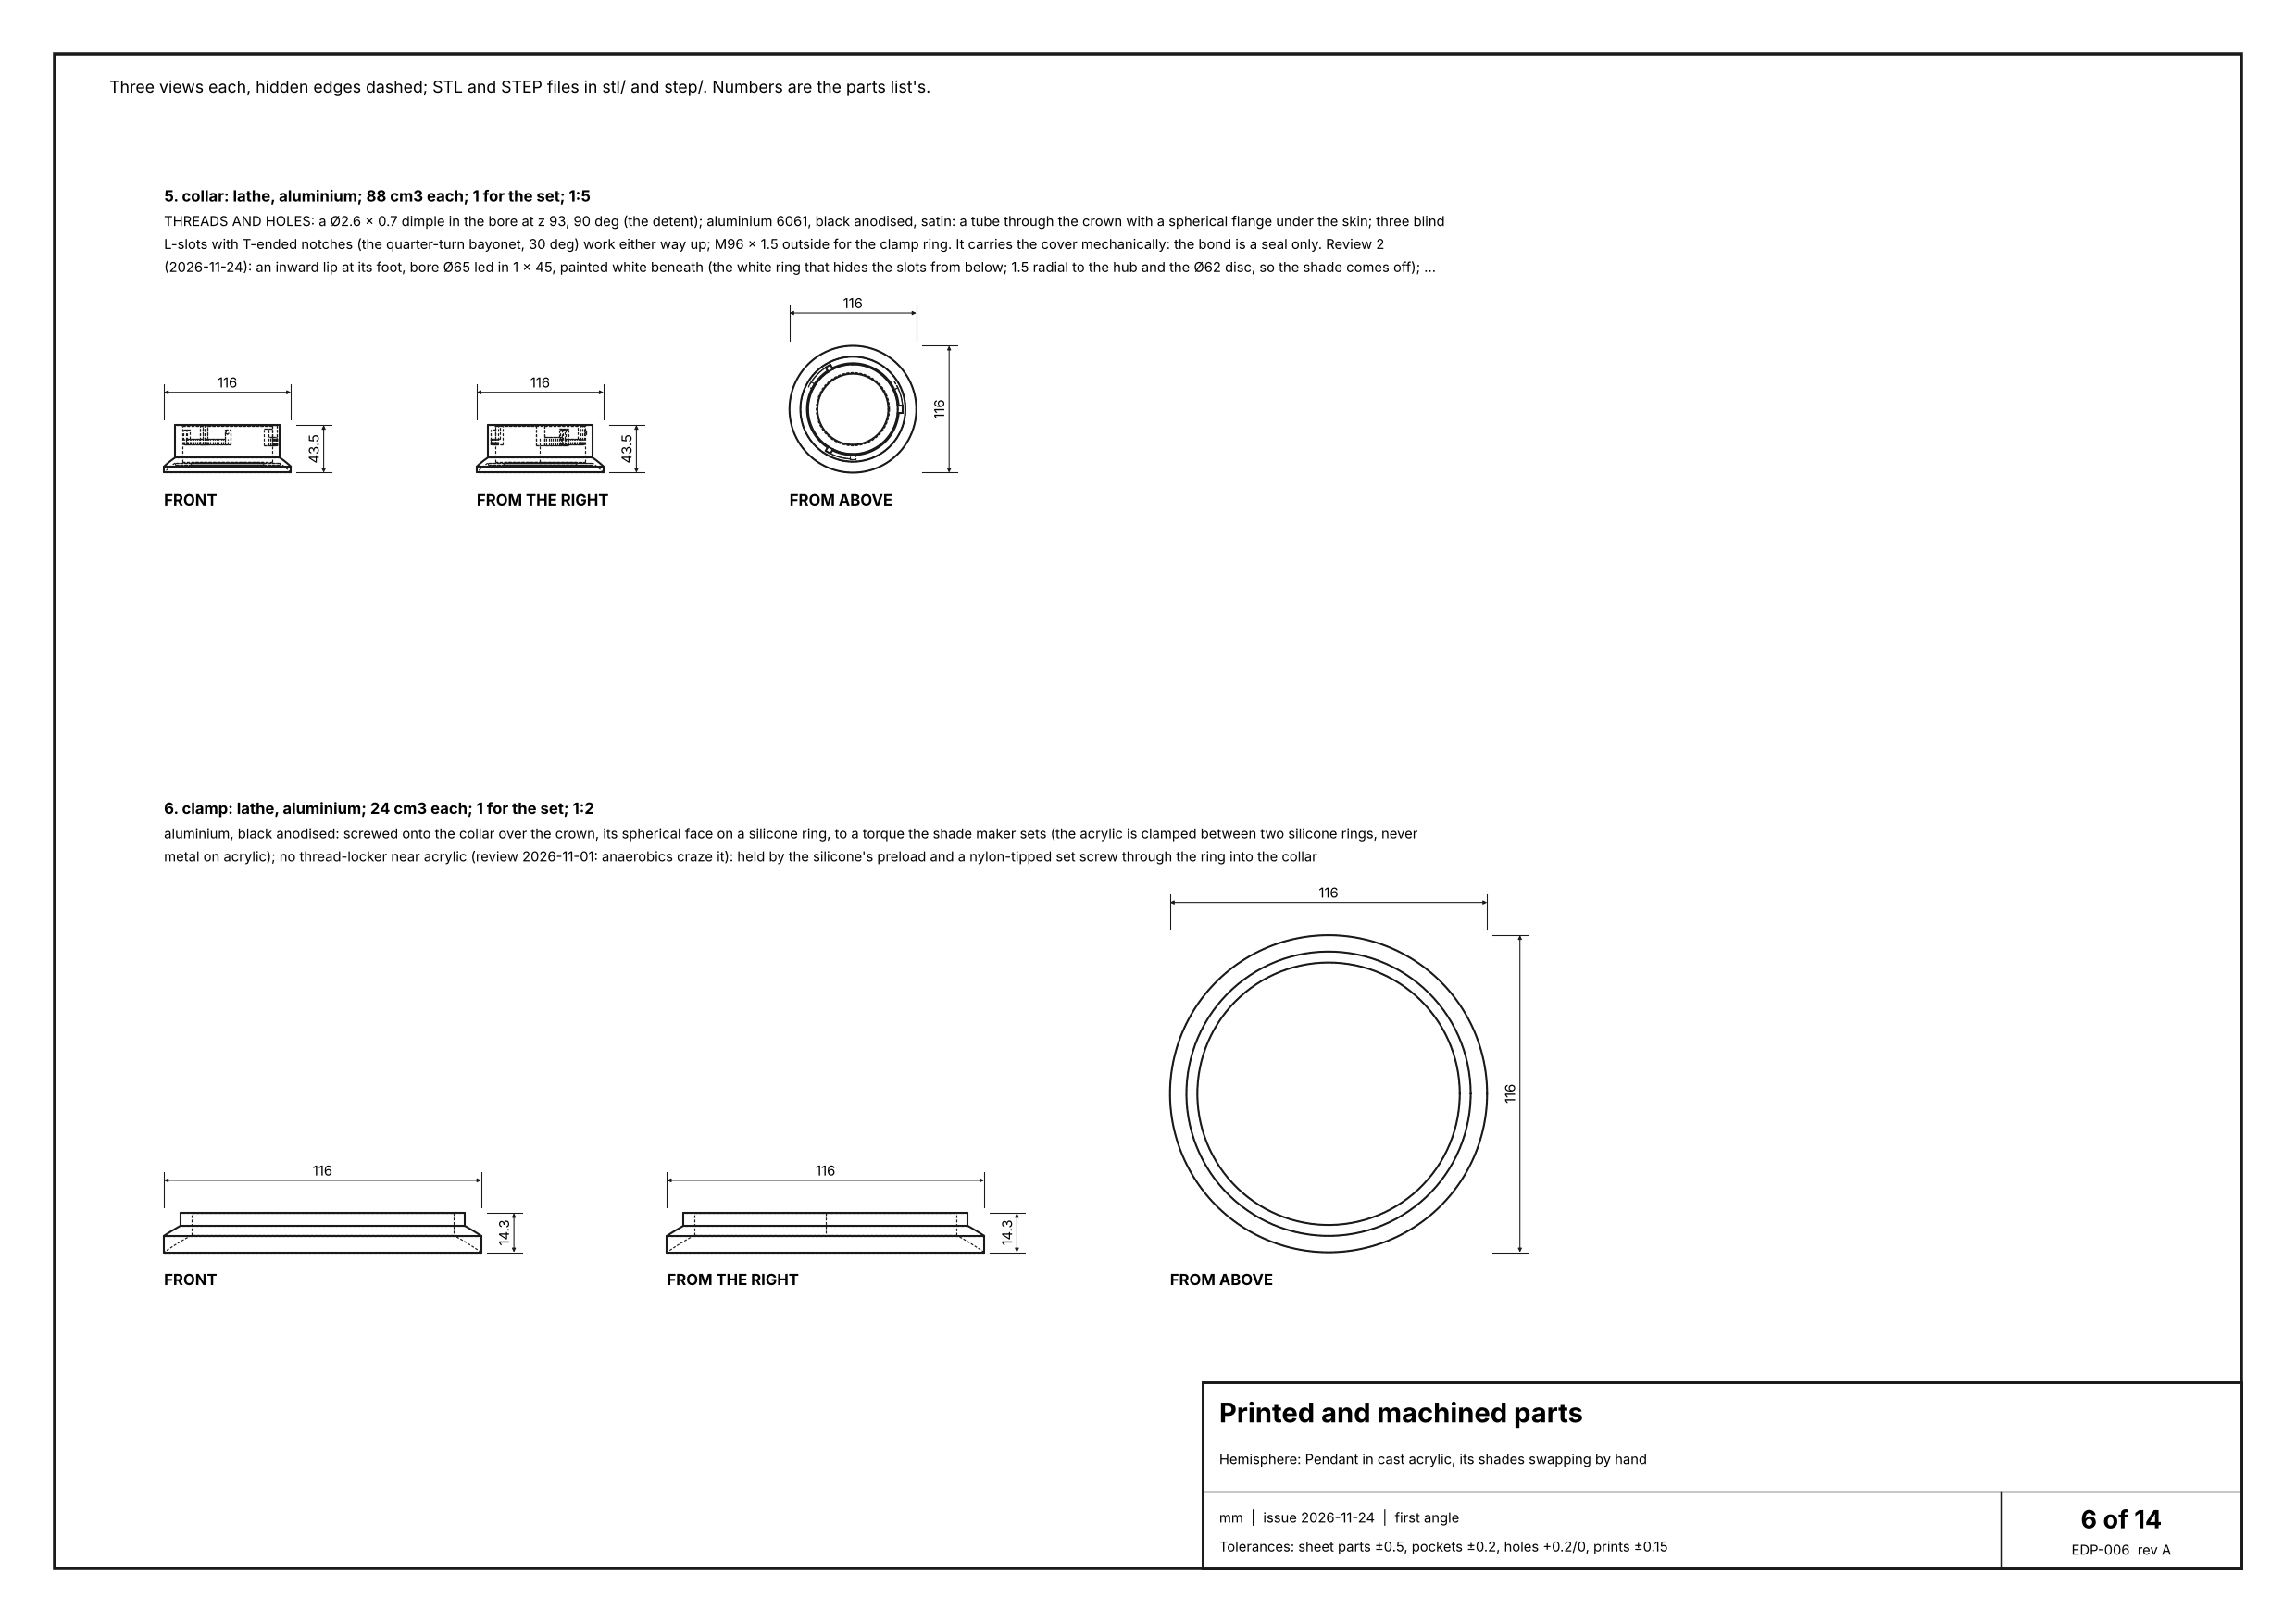 Three views each, hidden edges dashed; STL and STEP files in stl/ and step/. Numbers are the parts list's.
5. collar: lathe, aluminium; 88 cm3 each; 1 for the set; 1:5
THREADS AND HOLES: a Ø2.6 × 0.7 dimple in the bore at z 93, 90 deg (the detent); aluminium 6061, black anodised, satin: a tube through the crown with a spherical flange under the skin; three blind
L-slots with T-ended notches (the quarter-turn bayonet, 30 deg) work either way up; M96 × 1.5 outside for the clamp ring. It carries the cover mechanically: the bond is a seal only. Review 2
(2026-11-24): an inward lip at its foot, bore Ø65 led in 1 × 45, painted white beneath (the white ring that hides the slots from below; 1.5 radial to the hub and the Ø62 disc, so the shade comes off); ...
116
43.5
FRONT
116
43.5
FROM THE RIGHT
116
116
FROM ABOVE
6. clamp: lathe, aluminium; 24 cm3 each; 1 for the set; 1:2
aluminium, black anodised: screwed onto the collar over the crown, its spherical face on a silicone ring, to a torque the shade maker sets (the acrylic is clamped between two silicone rings, never
metal on acrylic); no thread-locker near acrylic (review 2026-11-01: anaerobics craze it): held by the silicone's preload and a nylon-tipped set screw through the ring into the collar
116
14.3
FRONT
116
14.3
FROM THE RIGHT
116
116
FROM ABOVE
Printed and machined parts
Hemisphere: Pendant in cast acrylic, its shades swapping by hand
mm | issue 2026-11-24 | first angle
Tolerances: sheet parts ±0.5, pockets ±0.2, holes +0.2/0, prints ±0.15
6 of 14
EDP-006 rev A